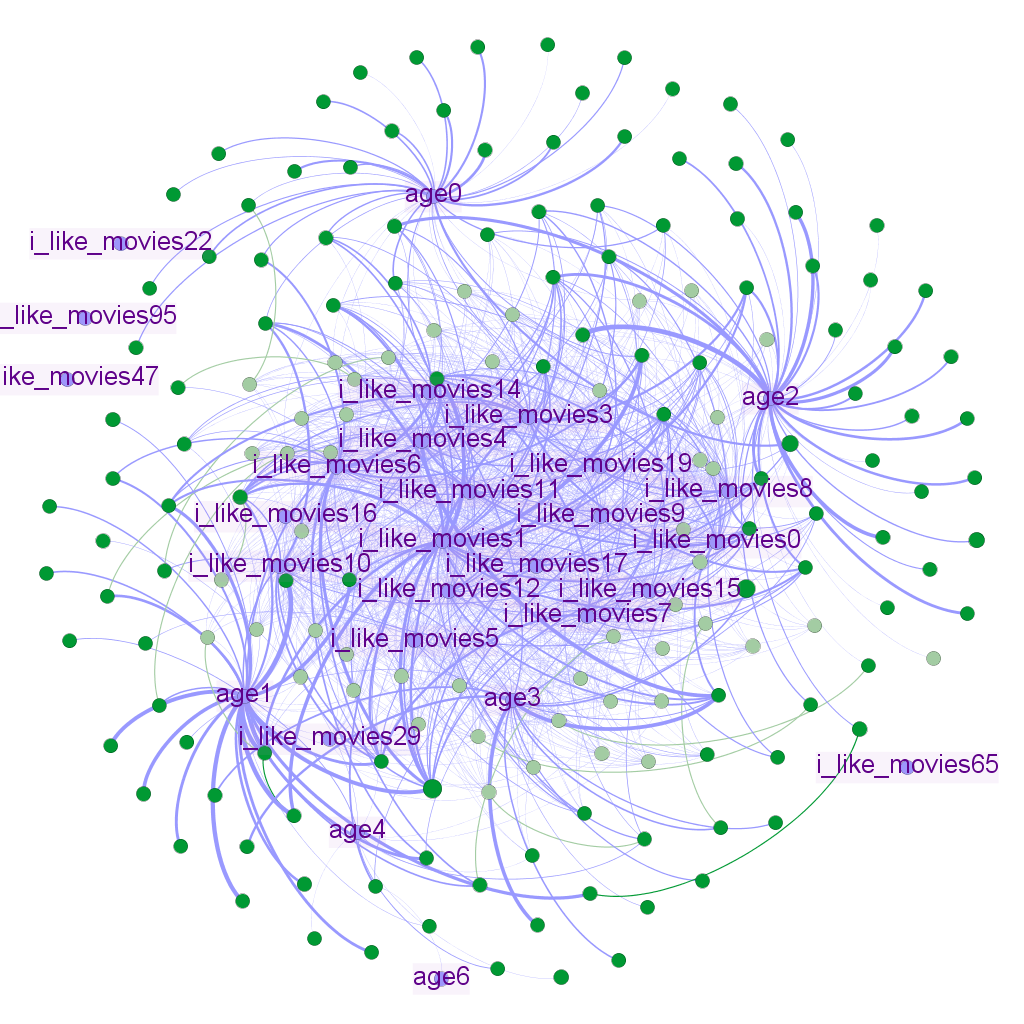 age0
i_like_movies22
_like_movies95
ike_movies47
i_like_movies14
age2
i_like_movies3
i_like_movies4
i_like_movies6
i_like_movies19
i_like_movies11
i_like_movies8
i_like_movies16
i_like_movies9
i_like_movies1
i_like_movies0
i_like_movies10
i_like_movies17
i_like_movies12
i_like_movies15
i_like_movies7
i_like_movies5
age1
age3
i_like_movies29
i_like_movies65
age4
age6